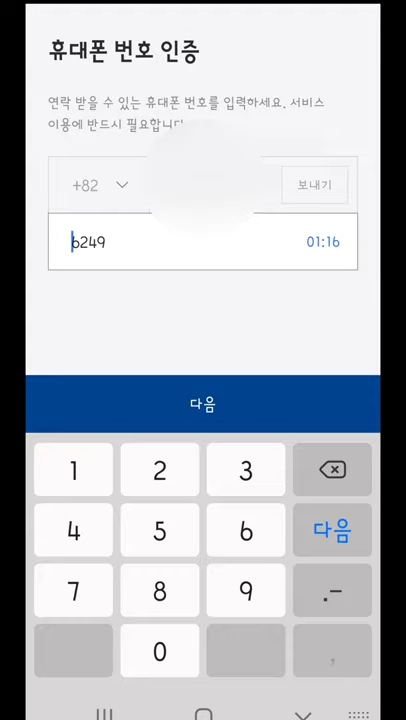 휴대폰 번호 인증
연락 받을 수 있는 휴대폰 번호를 입력하세요. 서비스
이용에 반드시 필요합니다
+82
보내기
6249
01:16
다음
1
2
3
4
5
6
다음
7
8
9
.-
0
,